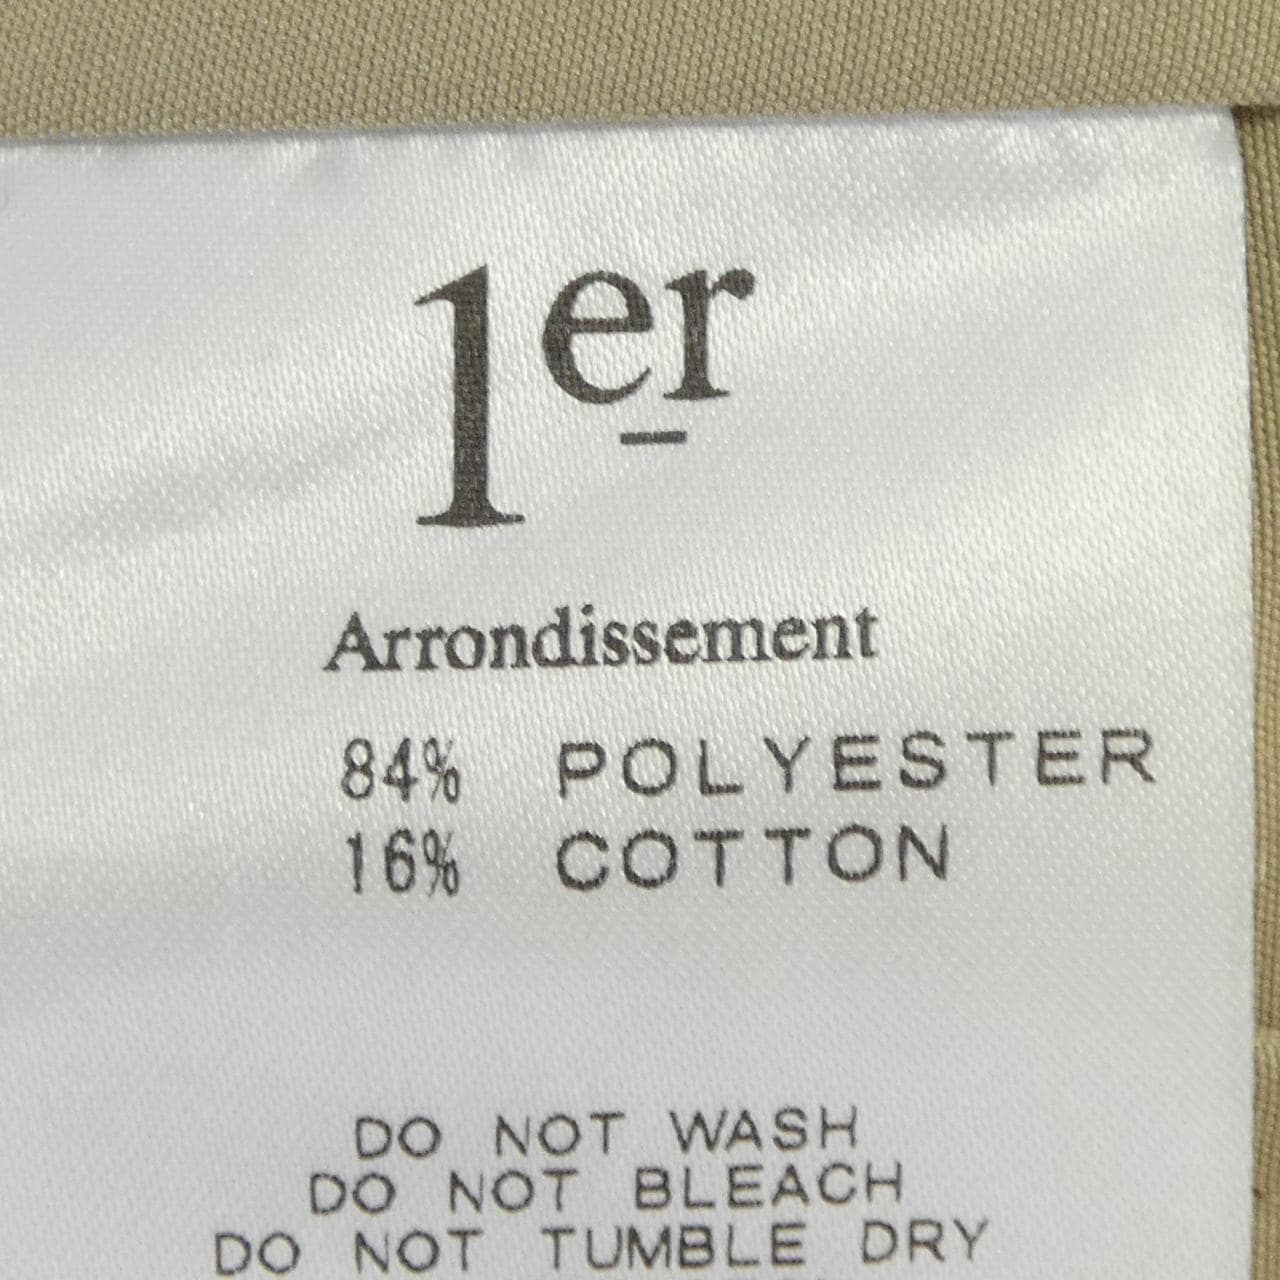 1er
Arrondissement
84% POLYESTER
16% COTTON
DO NOT WASH
DO NOT BLEACH
DO NOT TUMBLE DRY